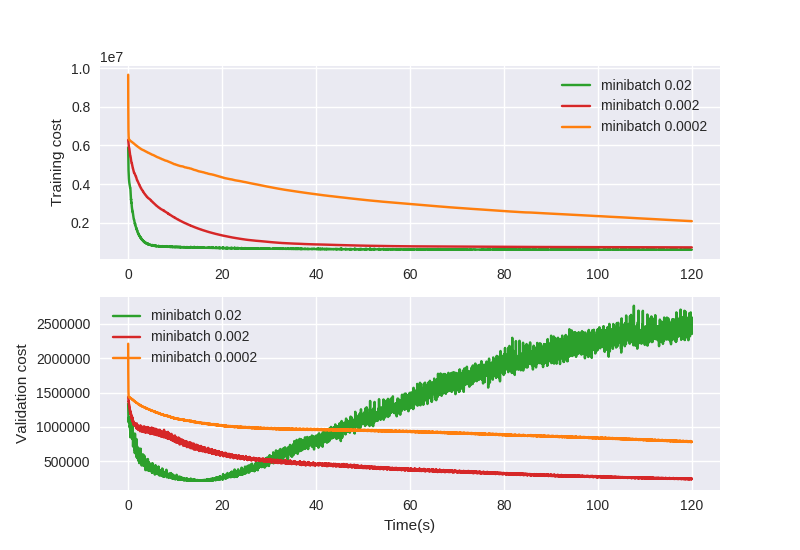 1e7
1.0
0.8
0.6
0.4
0.2
Training cost
minibatch 0.02
minibatch 0.002
minibatch 0.0002
0 20 40 60 80 100 120
2500000
2000000
1500000
1000000
500000
Validation cost
minibatch 0.02
minibatch 0.002
minibatch 0.0002
0 20 40 60 80 100 120
Time(s)